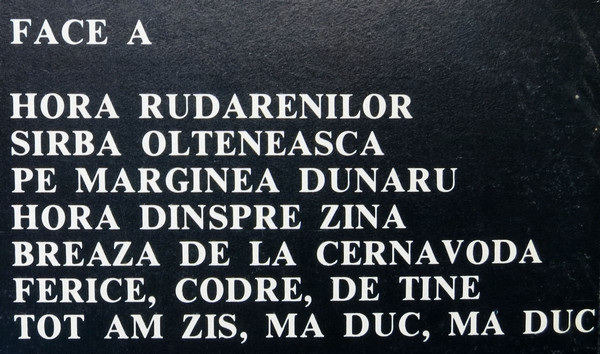 FACE A
HORA RUDARENILOR
SIRBA OLTENEASCA
PE MARGINEA DUNARU
HORA DINSPRE ZINA
BREAZA DE LA CERNAVODA
FERICE, CODRE, DE TINE
TOT AM ZIS, MA DUC, MA DUC